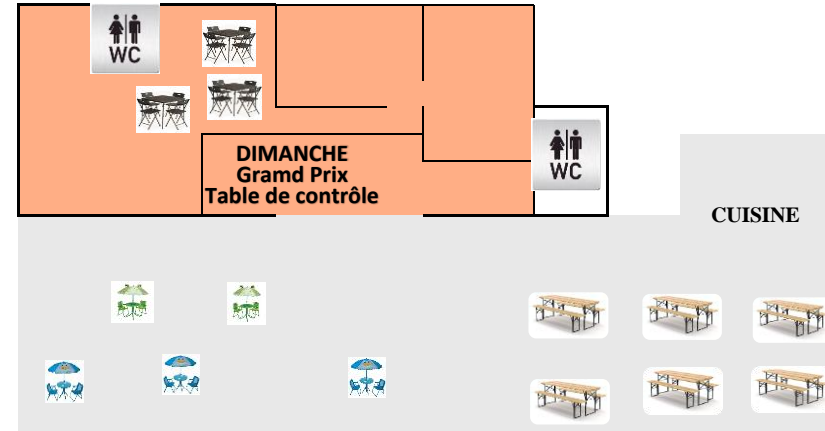 WC
DIMANCHE
Gramd Prix
Table de contrôle
WC
CUISINE